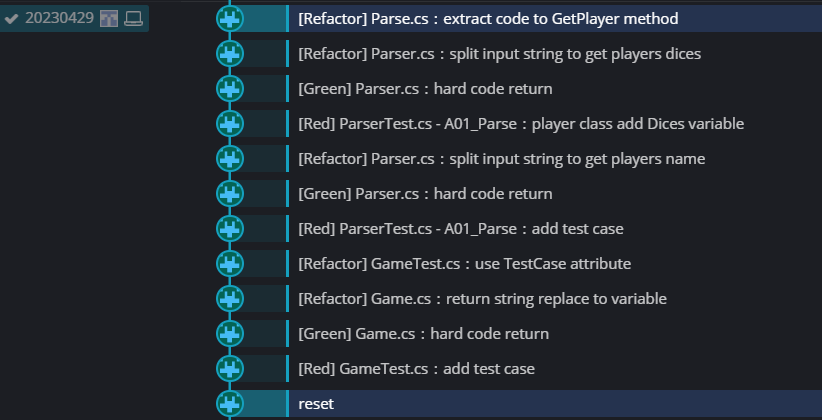 20230429
[Refactor] Parse.cs : extract code to GetPlayer method
[Refactor] Parser.cs : split input string to get players dices
[Green] Parser.cs : hard code return
[Red] ParserTest.cs - A01_Parse : player class add Dices variable
[Refactor] Parser.cs : split input string to get players name
[Green] Parser.cs : hard code return
[Red] ParserTest.cs - A01_Parse : add test case
[Refactor] GameTest.cs : use TestCase attribute
[Refactor] Game.cs : return string replace to variable
[Green] Game.cs : hard code return
[Red] GameTest.cs : add test case
reset